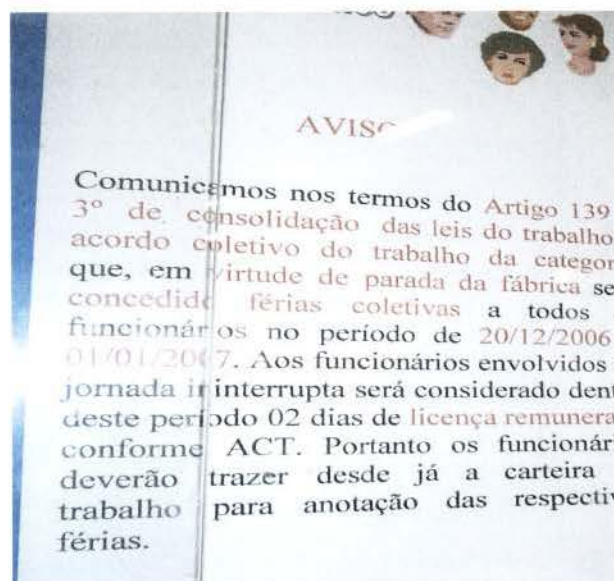 AVISO
Comunicamos nos termos do Artigo 139
3º de consolidação das leis do trabalho
acordo coletivo do trabalho da categor
que, em virtude de parada da fábrica se
concedido férias coletivas a todos
funcionários no período de 20/12/2006
01/01/2007. Aos funcionários envolvidos
jornada ininterrupta será considerado dent
deste período 02 dias de licença remunera
conforme ACT. Portanto os funcionári
deverão trazer desde já a carteira
trabalho para anotação das respectiv
férias.